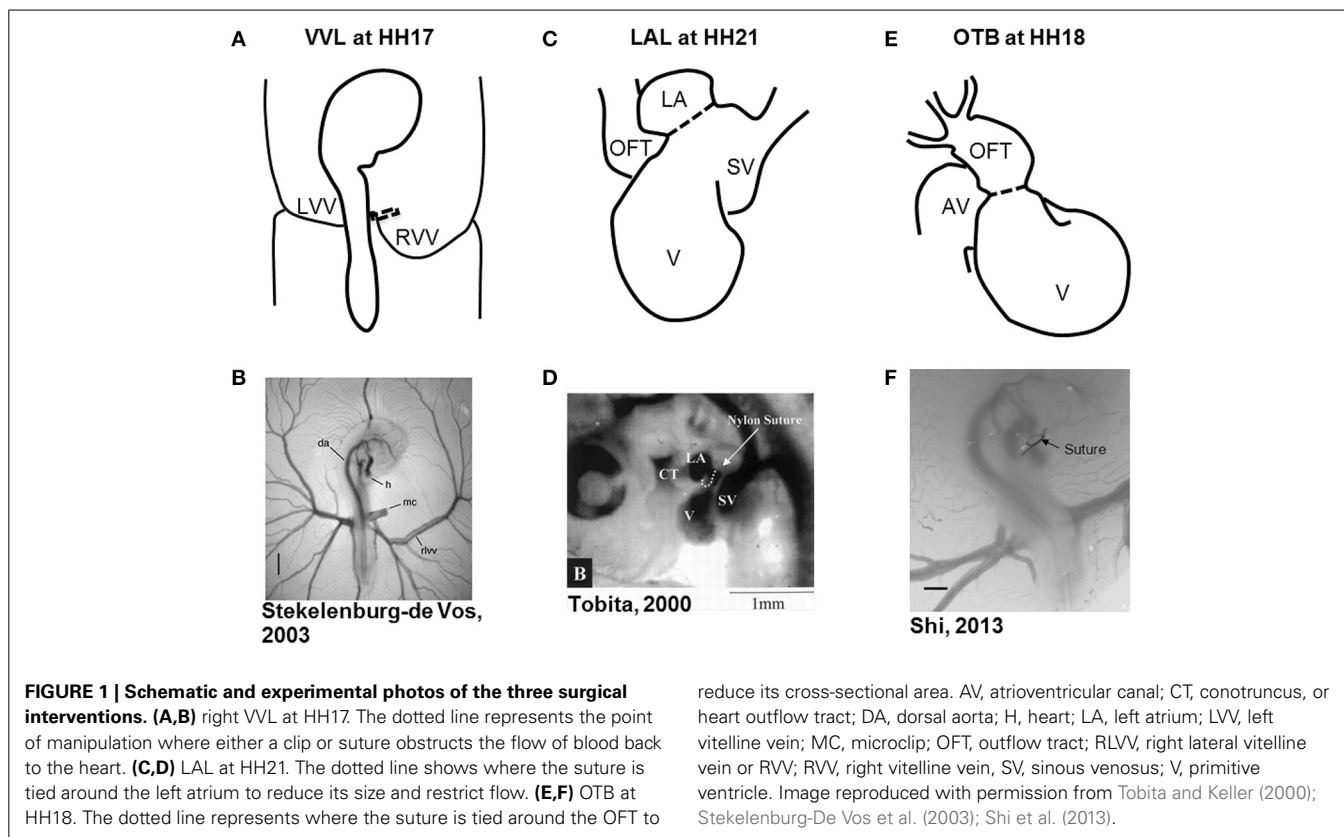 A VVL at HH17
C LAL at HH21
E OTB at HH18
LVV
RVV
LA
OFT
SV
V
OFT
AV
V
B
da
h
mc
rlvv
Stekelenburg-de Vos,
2003
D
Nylon Suture
LA
CT
SV
V
B
1mm
Tobita, 2000
F
Suture
Shi, 2013
FIGURE 1 | Schematic and experimental photos of the three surgical
interventions. (A,B) right VVL at HH17. The dotted line represents the point
of manipulation where either a clip or suture obstructs the flow of blood back
to the heart. (C,D) LAL at HH21. The dotted line shows where the suture is
tied around the left atrium to reduce its size and restrict flow. (E,F) OTB at
HH18. The dotted line represents where the suture is tied around the OFT to
reduce its cross-sectional area. AV, atrioventricular canal; CT, conotruncus, or
heart outflow tract; DA, dorsal aorta; H, heart; LA, left atrium; LVV, left
vitelline vein; MC, microclip; OFT, outflow tract; RLVV, right lateral vitelline
vein or RVV; RVV, right vitelline vein, SV, sinous venosus; V, primitive
ventricle. Image reproduced with permission from Tobita and Keller (2000);
Stekelenburg-De Vos et al. (2003); Shi et al. (2013).